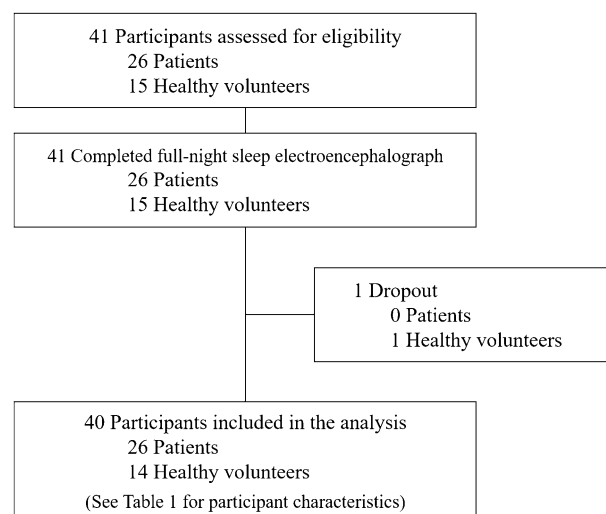 41 Participants assessed for eligibility
26 Patients
15 Healthy volunteers
41 Completed full-night sleep electroencephalograph
26 Patients
15 Healthy volunteers
1 Dropout
0 Patients
1 Healthy volunteers
40 Participants included in the analysis
26 Patients
14 Healthy volunteers
(See Table 1 for participant characteristics)